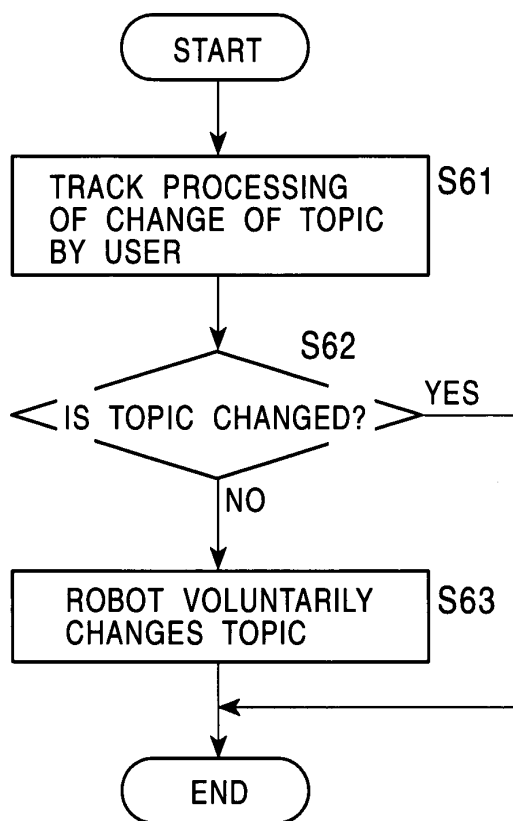 START
TRACK PROCESSING
OF CHANGE OF TOPIC
BY USER
S61
S62
IS TOPIC CHANGED?
YES
NO
ROBOT VOLUNTARILY
CHANGES TOPIC
S63
END